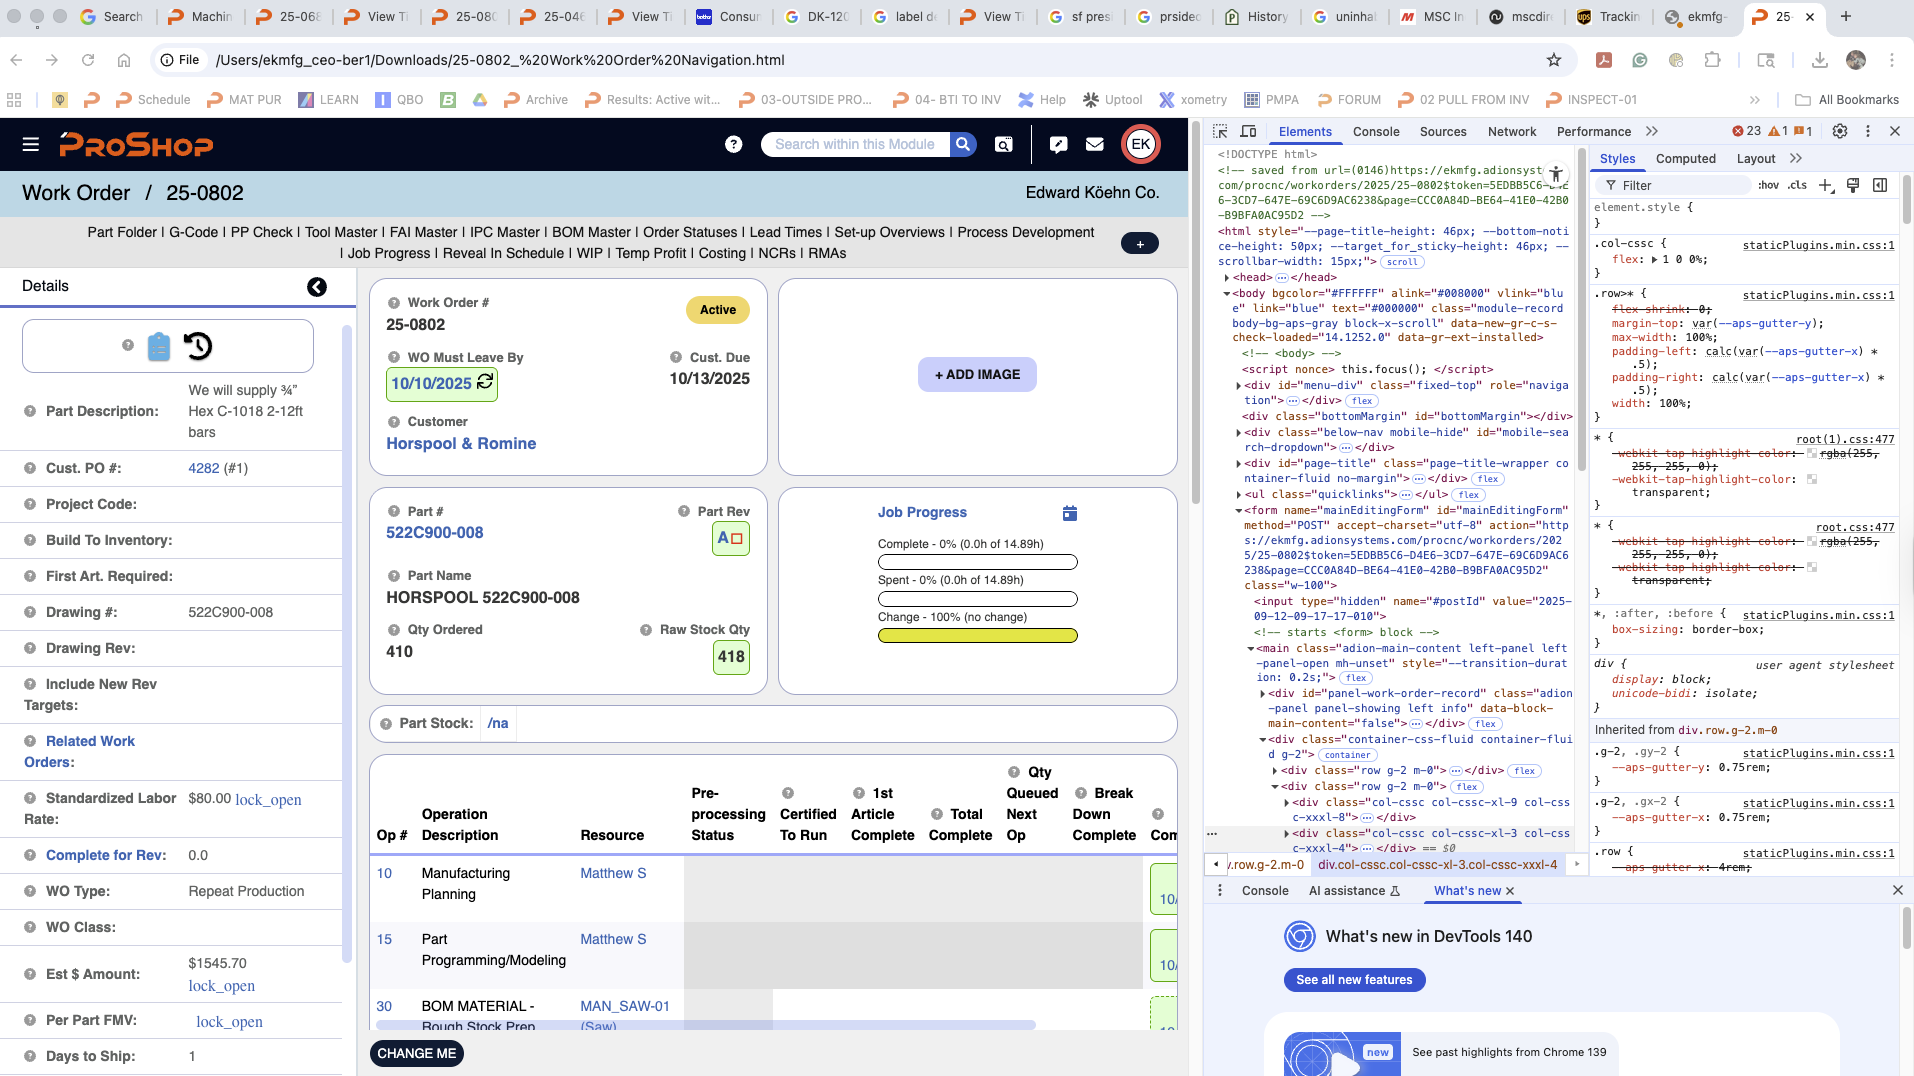 Search
Machin
25-068
View Ti
25-080
25-046
View Ti
Consum
DK-120
label de
View Ti
sf presi
prsided
History
uninhab
MSC In
mscdire
Trackin
ekmfg-
25-
File /Users/ekmfg_ceo-ber1/Downloads/25-0802_%20Work%20Order%20Navigation.html
Schedule MAT PUR LEARN QBO Archive Results: Active wit... 03-OUTSIDE PRO... 04- BTI TO INV Help Uptool xometry PMPA FORUM 02 PULL FROM INV INSPECT-01 » All Bookmarks
PROSHOP ? Search within this Module EK
Work Order / 25-0802 Edward Köehn Co.
Part Folder | G-Code | PP Check | Tool Master | FAI Master | IPC Master | BOM Master | Order Statuses | Lead Times | Set-up Overviews | Process Development
| Job Progress | Reveal In Schedule | WIP | Temp Profit | Costing | NCRs | RMAs
+
Details
Part Description:
We will supply ¾”
Hex C-1018 2-12ft
bars
Cust. PO #: 4282 (#1)
Project Code:
Build To Inventory:
First Art. Required:
Drawing #: 522C900-008
Drawing Rev:
Include New Rev
Targets:
Related Work
Orders:
Standardized Labor
Rate:
$80.00 lock_open
Complete for Rev: 0.0
WO Type: Repeat Production
WO Class:
Est $ Amount:
$1545.70
lock_open
Per Part FMV: lock_open
Days to Ship: 1
Work Order #
25-0802
Active
WO Must Leave By
10/10/2025
Cust. Due
10/13/2025
Customer
Horspool & Romine
+ ADD IMAGE
Part #
522C900-008
Part Rev
A
Part Name
HORSPOOL 522C900-008
Qty Ordered
410
Raw Stock Qty
418
Job Progress
Complete - 0% (0.0h of 14.89h)
Spent - 0% (0.0h of 14.89h)
Change - 100% (no change)
Part Stock: /na
Op #
Operation
Description
Resource
Pre-
processing
Status
Certified
To Run
1st
Article
Complete
Total
Complete
Qty
Queued
Next
Op
Break
Down
Complete
Com
10 Manufacturing
Planning
Matthew S
10/
15 Part
Programming/Modeling
Matthew S
10/
30 BOM MATERIAL -
Rough Stock Prep
MAN_SAW-01
(Saw)
CHANGE ME
Elements Console Sources Network Performance » 23 1 1
<!DOCTYPE html>
<!-- saved from url=(0146)https://ekmfg.adionsyst
com/procnc/workorders/2025/25-0802$token=5EDBB5C6-D4E
6-3CD7-647E-69C6D9AC6238&page=CCC0A84D-BE64-41E0-42B0
-B9BFA0AC95D2 -->
<html style="--page-title-height: 46px; --bottom-noti
ce-height: 50px; --target_for_sticky-height: 46px; --
scrollbar-width: 15px;"> scroll
<head> </head>
<body bgcolor="#FFFFFF" alink="#008000" vlink="blu
e" link="blue" text="#000000" class="module-record
body-bg-aps-gray block-x-scroll" data-new-gr-c-s-
check-loaded="14.1252.0" data-gr-ext-installed>
<!-- <body> -->
<script nonce> this.focus(); </script>
<div id="menu-div" class="fixed-top" role="naviga
tion"> </div> flex
<div class="bottomMargin" id="bottomMargin"></div>
<div class="below-nav mobile-hide" id="mobile-sea
rch-dropdown"> </div>
<div id="page-title" class="page-title-wrapper co
ntainer-fluid no-margin"> </div> flex
<ul class="quicklinks"> </ul> flex
<form name="mainEditingForm" id="mainEditingForm"
method="POST" accept-charset="utf-8" action="http
s://ekmfg.adionsystems.com/procnc/workorders/202
5/25-0802$token=5EDBB5C6-D4E6-3CD7-647E-69C6D9AC6
238&page=CCC0A84D-BE64-41E0-42B0-B9BFA0AC95D2"
class="w-100">
<input type="hidden" name="#postId" value="2025-
09-12-09-17-17-010">
<!-- starts <form> block -->
<main class="adion-main-content left-panel left
-panel-open mh-unset" style="--transition-durat
ion: 0.2s;"> flex
<div id="panel-work-order-record" class="adion
-panel panel-showing left info" data-block-
main-content="false"> </div> flex
<div class="container-css-fluid container-flui
d g-2"> container
<div class="row g-2 m-0"> </div> flex
<div class="row g-2 m-0"> flex
<div class="col-cssc col-cssc-xl-9 col-css
c-xxxl-8"> </div>
<div class="col-cssc col-cssc-xl-3 col-css
c-xxxl-4"> </div> == $0
v.row.g-2.m-0 div.col-cssc.col-cssc-xl-3.col-cssc-xxxl-4
Styles Computed Layout »
Filter :hov .cls
element.style {
}
.col-cssc { staticPlugins.min.css:1
flex: 1 0 0%;
}
.row>* { staticPlugins.min.css:1
flex-shrink: 0;
margin-top: var(--aps-gutter-y);
max-width: 100%;
padding-left: calc(var(--aps-gutter-x) *
.5);
padding-right: calc(var(--aps-gutter-x) *
.5);
width: 100%;
}
* { root(1).css:477
-webkit-tap-highlight-color: rgba(255,
255, 255, 0);
-webkit-tap-highlight-color:
transparent;
}
* { root.css:477
-webkit-tap-highlight-color: rgba(255,
255, 255, 0);
-webkit-tap-highlight-color:
transparent;
}
*, :after, :before { staticPlugins.min.css:1
box-sizing: border-box;
}
div { user agent stylesheet
display: block;
unicode-bidi: isolate;
}
Inherited from div.row.g-2.m-0
.g-2, .gy-2 { staticPlugins.min.css:1
--aps-gutter-y: 0.75rem;
}
.g-2, .gx-2 { staticPlugins.min.css:1
--aps-gutter-x: 0.75rem;
}
.row { staticPlugins.min.css:1
--aps-gutter-x: 4rem;
Console AI assistance What's new
What's new in DevTools 140
See all new features
new
See past highlights from Chrome 139